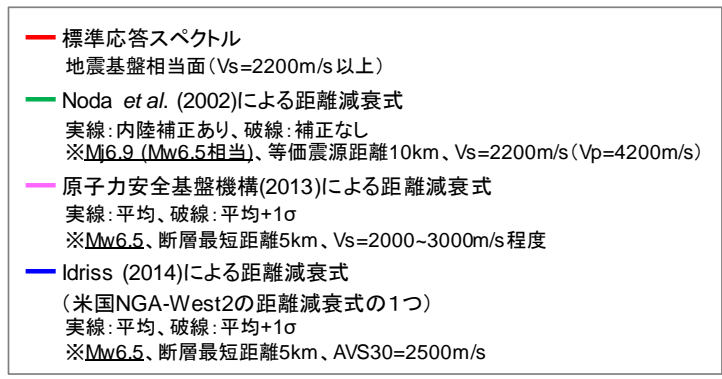 標準応答スペクトル
地震基盤相当面(Vs=2200m/s以上)
Noda et al. (2002)による距離減衰式
実線:内陸補正あり、破線:補正なし
※Mj6.9 (Mw6.5相当)、等価震源距離10km、Vs=2200m/s(Vp=4200m/s)
原子力安全基盤機構(2013)による距離減衰式
実線:平均、破線:平均+1σ
※Mw6.5、断層最短距離5km、Vs=2000~3000m/s程度
Idriss (2014)による距離減衰式
(米国NGA-West2の距離減衰式の1つ)
実線:平均、破線:平均+1σ
※Mw6.5、断層最短距離5km、AVS30=2500m/s